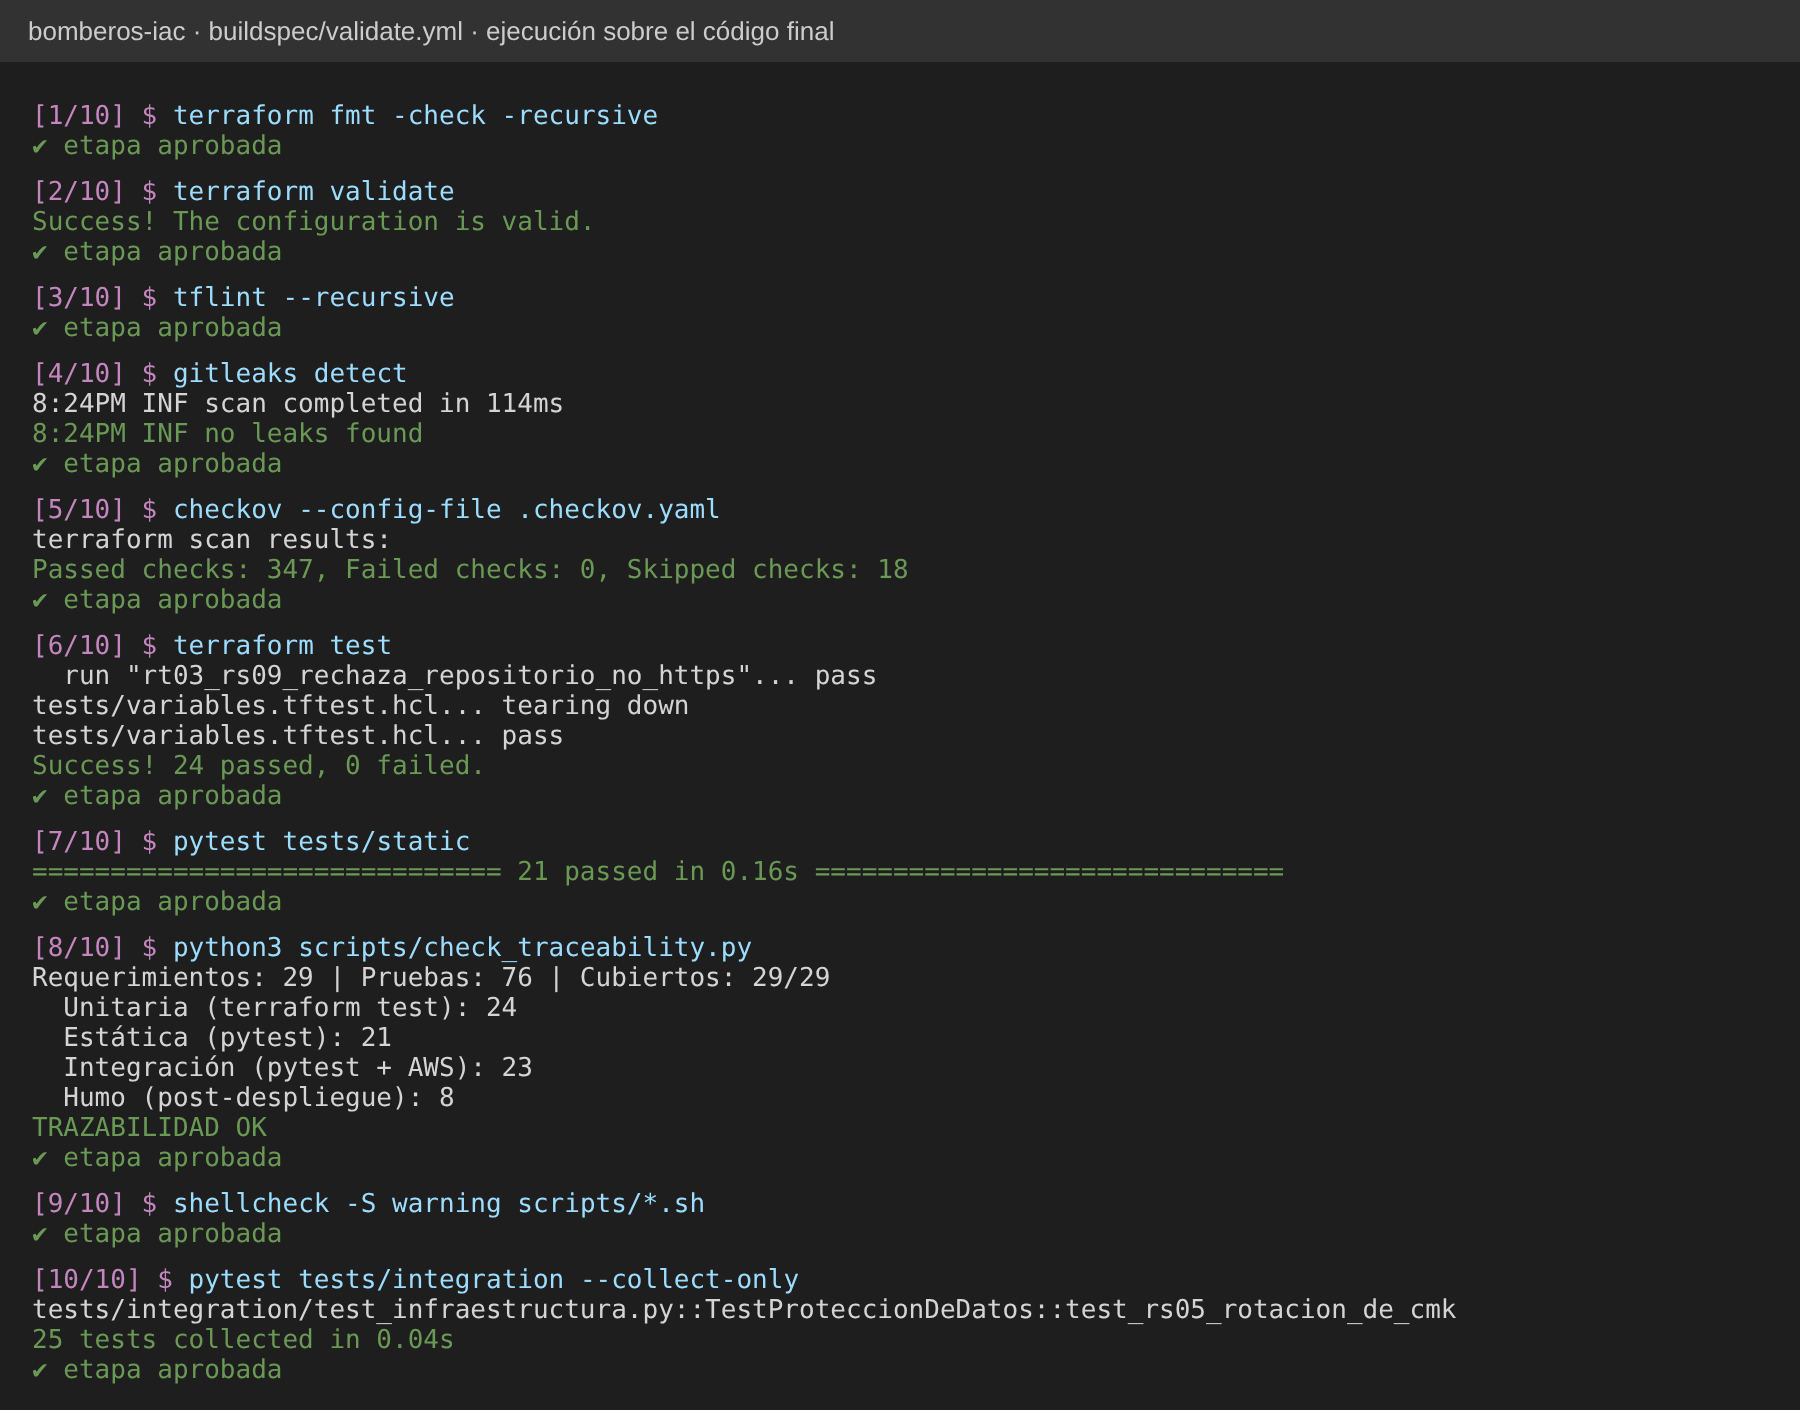 bomberos-iac · buildspec/validate.yml · ejecución sobre el código final
[1/10] $ terraform fmt -check -recursive
✔ etapa aprobada
[2/10] $ terraform validate
Success! The configuration is valid.
✔ etapa aprobada
[3/10] $ tflint --recursive
✔ etapa aprobada
[4/10] $ gitleaks detect
8:24PM INF scan completed in 114ms
8:24PM INF no leaks found
✔ etapa aprobada
[5/10] $ checkov --config-file .checkov.yaml
terraform scan results:
Passed checks: 347, Failed checks: 0, Skipped checks: 18
✔ etapa aprobada
[6/10] $ terraform test
  run "rt03_rs09_rechaza_repositorio_no_https"... pass
tests/variables.tftest.hcl... tearing down
tests/variables.tftest.hcl... pass
Success! 24 passed, 0 failed.
✔ etapa aprobada
[7/10] $ pytest tests/static
============================== 21 passed in 0.16s ==============================
✔ etapa aprobada
[8/10] $ python3 scripts/check_traceability.py
Requerimientos: 29 | Pruebas: 76 | Cubiertos: 29/29
  Unitaria (terraform test): 24
  Estática (pytest): 21
  Integración (pytest + AWS): 23
  Humo (post-despliegue): 8
TRAZABILIDAD OK
✔ etapa aprobada
[9/10] $ shellcheck -S warning scripts/*.sh
✔ etapa aprobada
[10/10] $ pytest tests/integration --collect-only
tests/integration/test_infraestructura.py::TestProteccionDeDatos::test_rs05_rotacion_de_cmk
25 tests collected in 0.04s
✔ etapa aprobada